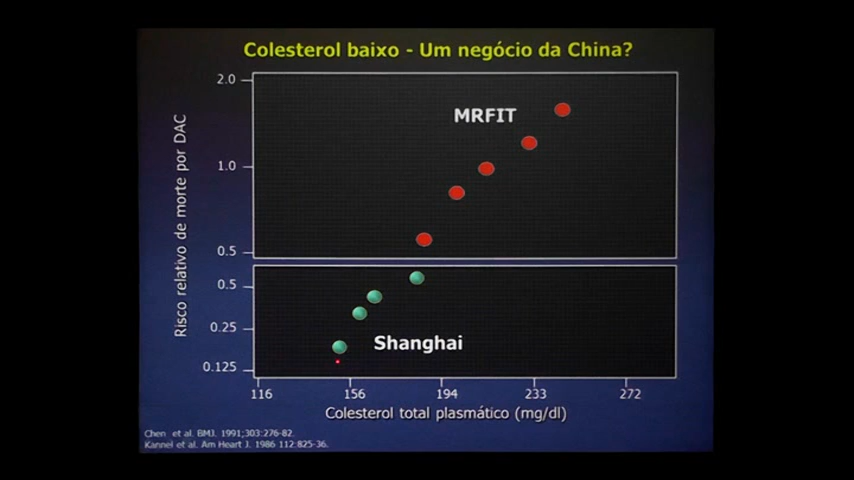 Colesterol baixo - Um negócio da China?
Risco relativo de morte por DAC
2.0
1.0
0.5
MRFIT
0.5
0.25
0.125
Shanghai
116 156 194 233 272
Colesterol total plasmático (mg/dl)
Chen et al. BMJ. 1991;303:276-82.
Kannel et al. Am Heart J. 1986 112:825-36.